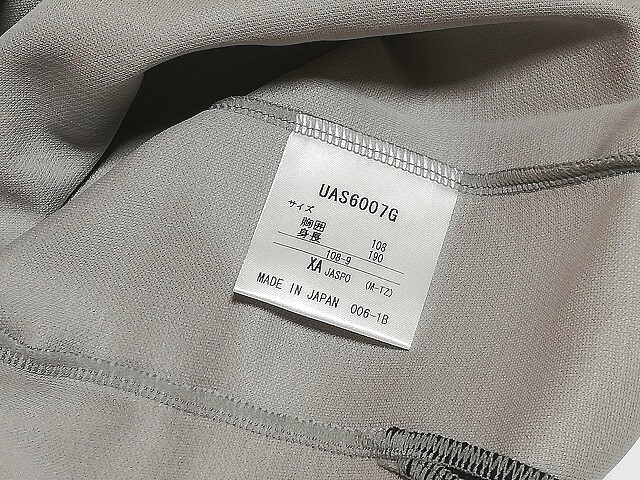 UAS6007G
サイズ
胸囲 108
身長 190
108-9
XA JASPO (M-TZ)
MADE IN JAPAN 006-1B